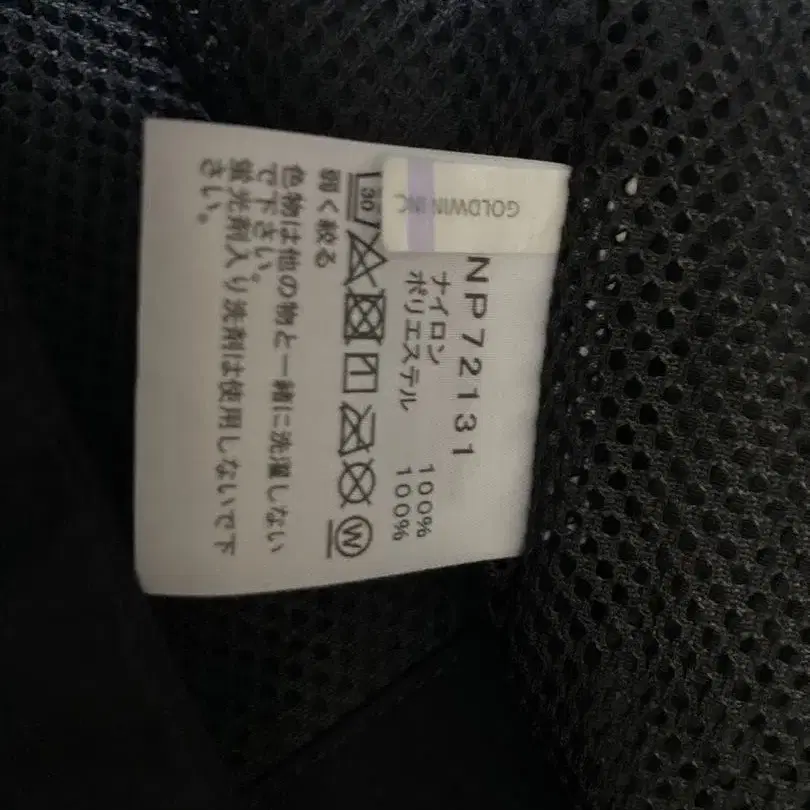 GOLDWIN INC
NP72131
ナイロン 100%
ポリエステル 100%
30
W
弱く絞る
色物は他の物と一緒に洗濯しない
で下さい。
蛍光剤入り洗剤は使用しないで下
さい。